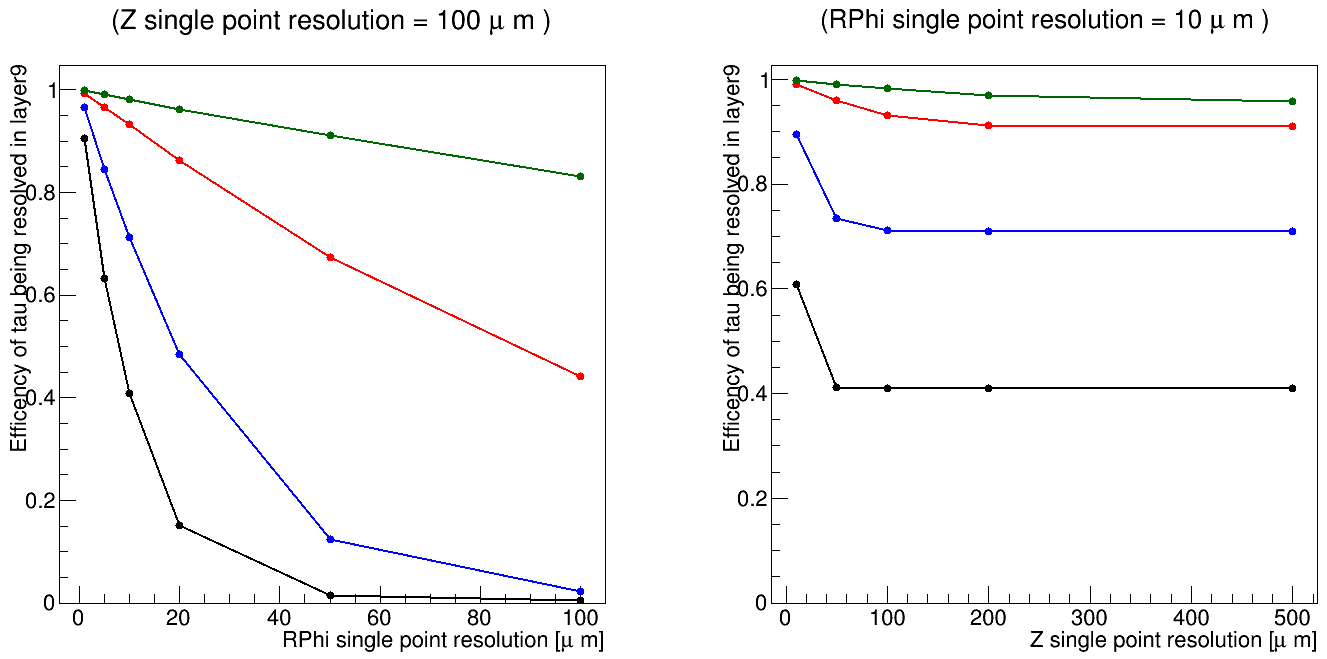 (Z single point resolution = 100 μ m )
Efficency of tau being resolved in layer9
1
0.8
0.6
0.4
0.2
0
0 20 40 60 80 100
RPhi single point resolution [μ m]
(RPhi single point resolution = 10 μ m )
Efficency of tau being resolved in layer9
1
0.8
0.6
0.4
0.2
0
0 100 200 300 400 500
Z single point resolution [μ m]